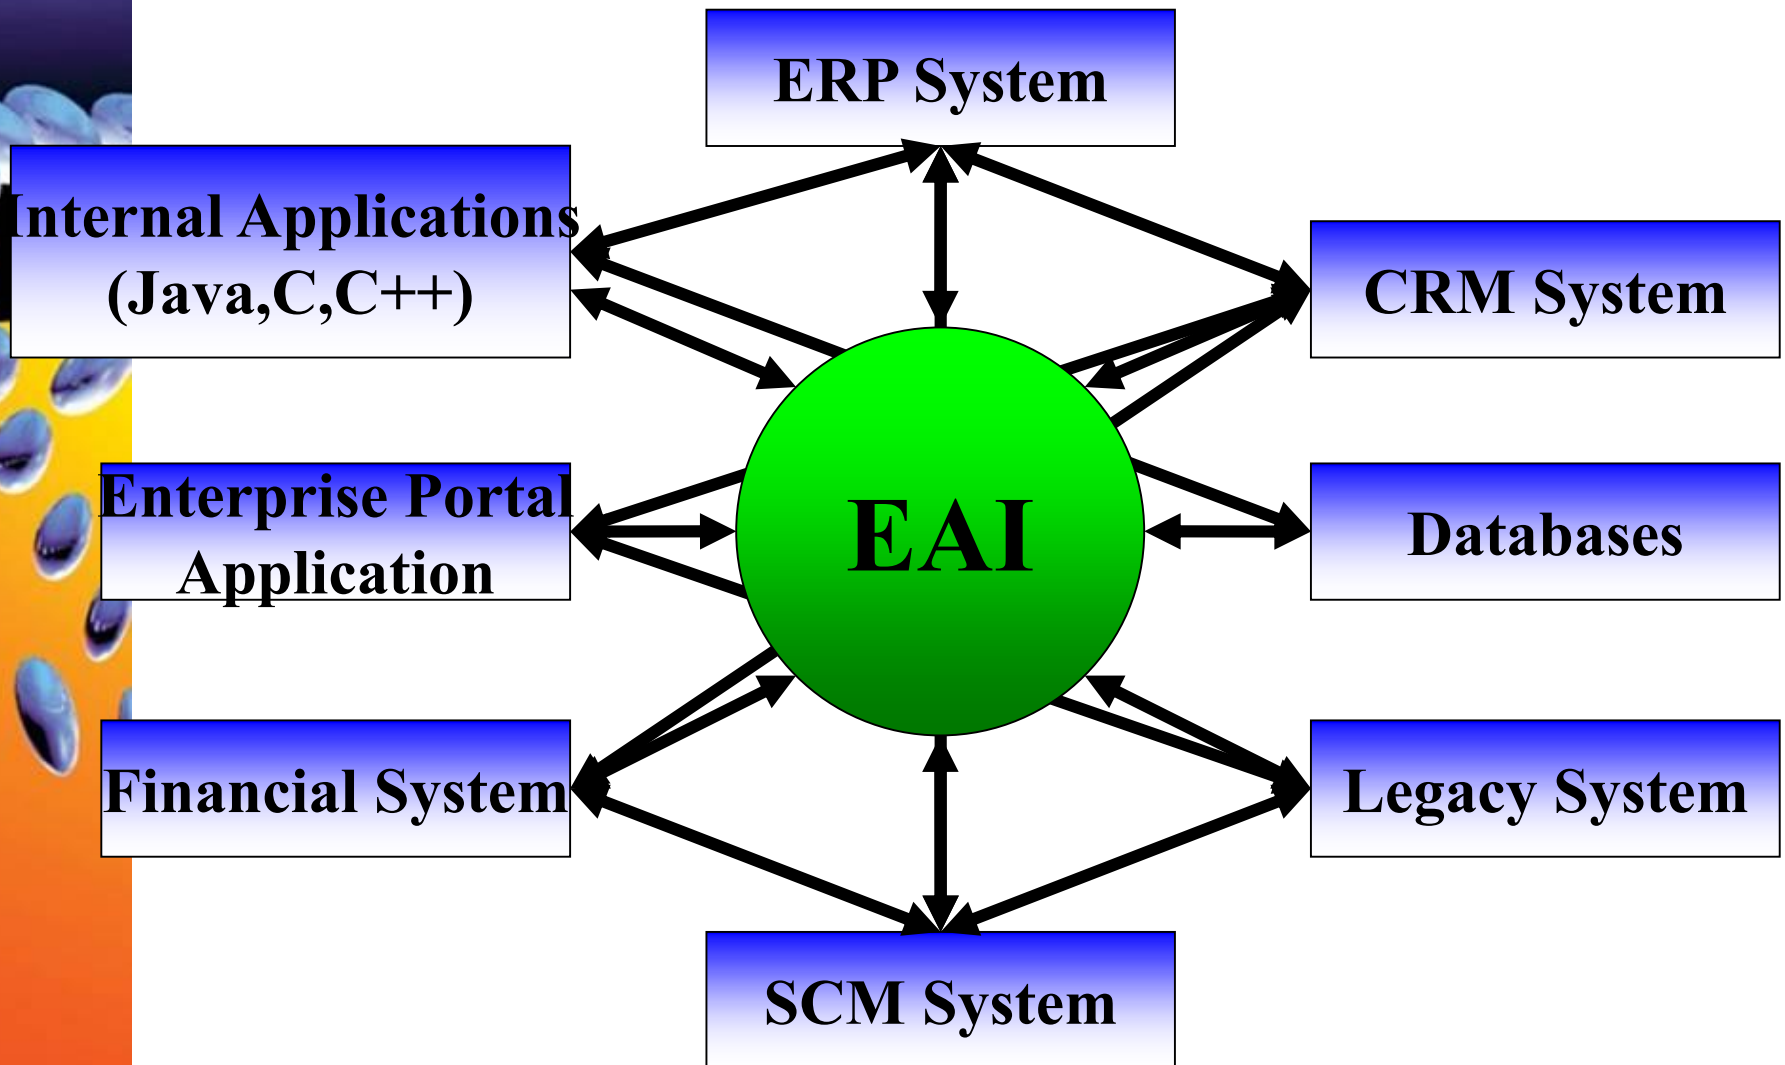 ERP System
Internal Applications
(Java,C,C++)
CRM System
Enterprise Portal
Application
EAI
Databases
Financial System
Legacy System
SCM System